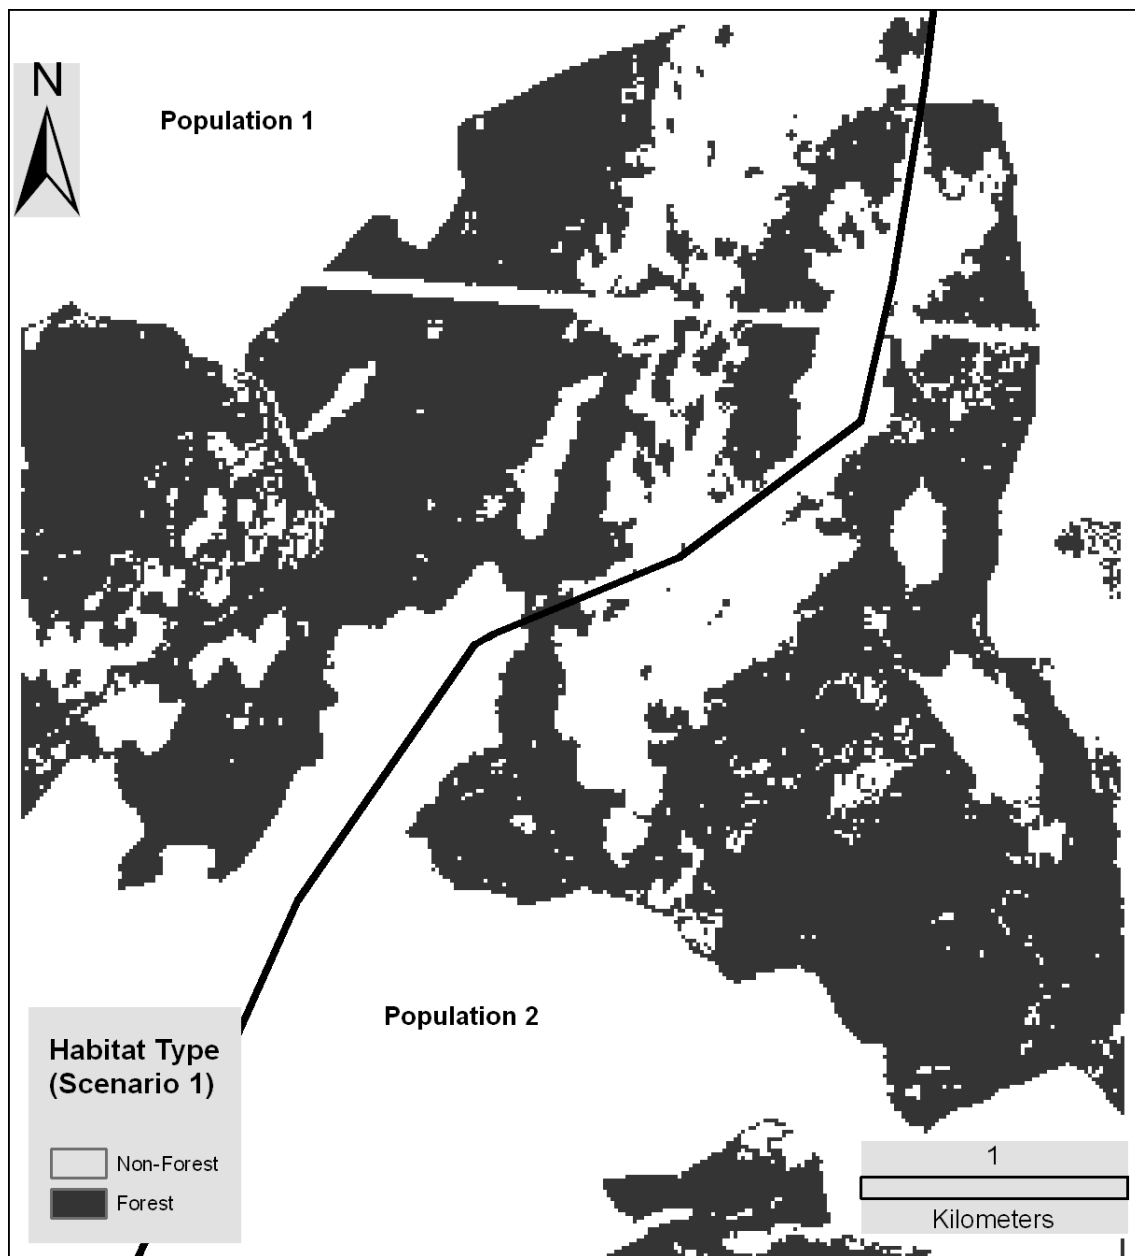 N
Population 1
Population 2
Habitat Type
(Scenario 1)
Non-Forest
Forest
1
Kilometers